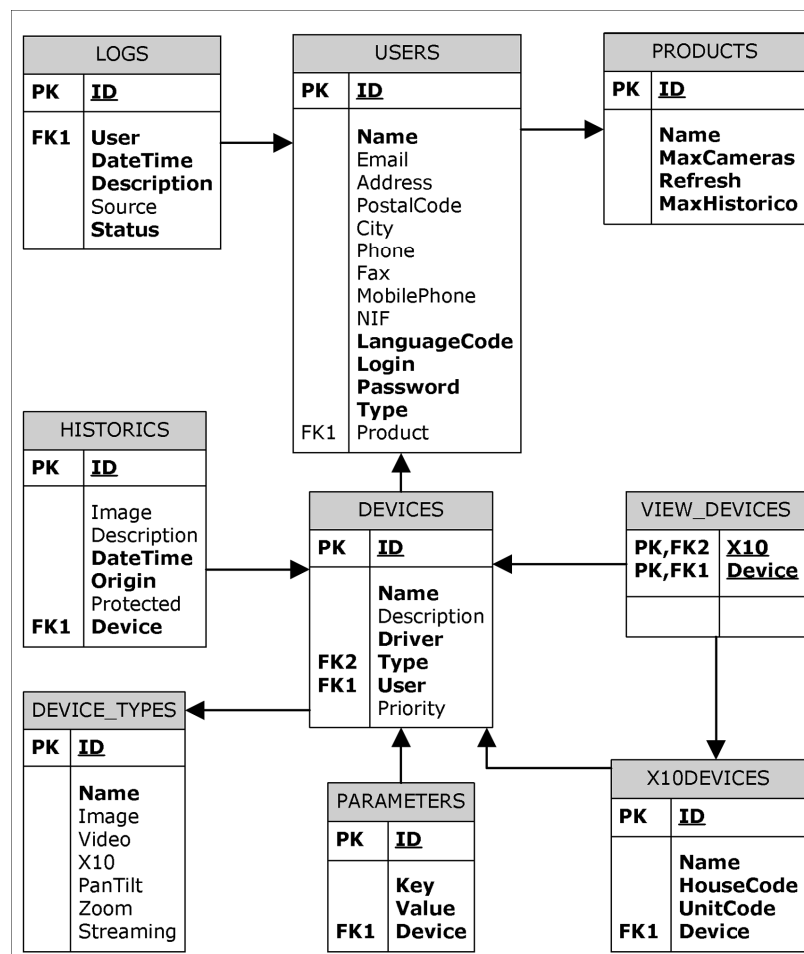 LOGS
PK ID
FK1 User
DateTime
Description
Source
Status
USERS
PK ID
Name
Email
Address
PostalCode
City
Phone
Fax
MobilePhone
NIF
LanguageCode
Login
Password
Type
FK1 Product
PRODUCTS
PK ID
Name
MaxCameras
Refresh
MaxHistorico
HISTORICS
PK ID
Image
Description
DateTime
Origin
Protected
FK1 Device
DEVICES
PK ID
Name
Description
Driver
FK2 Type
FK1 User
Priority
VIEW_DEVICES
PK,FK2 X10
PK,FK1 Device
DEVICE_TYPES
PK ID
Name
Image
Video
X10
PanTilt
Zoom
Streaming
PARAMETERS
PK ID
Key
Value
FK1 Device
X10DEVICES
PK ID
Name
HouseCode
UnitCode
FK1 Device